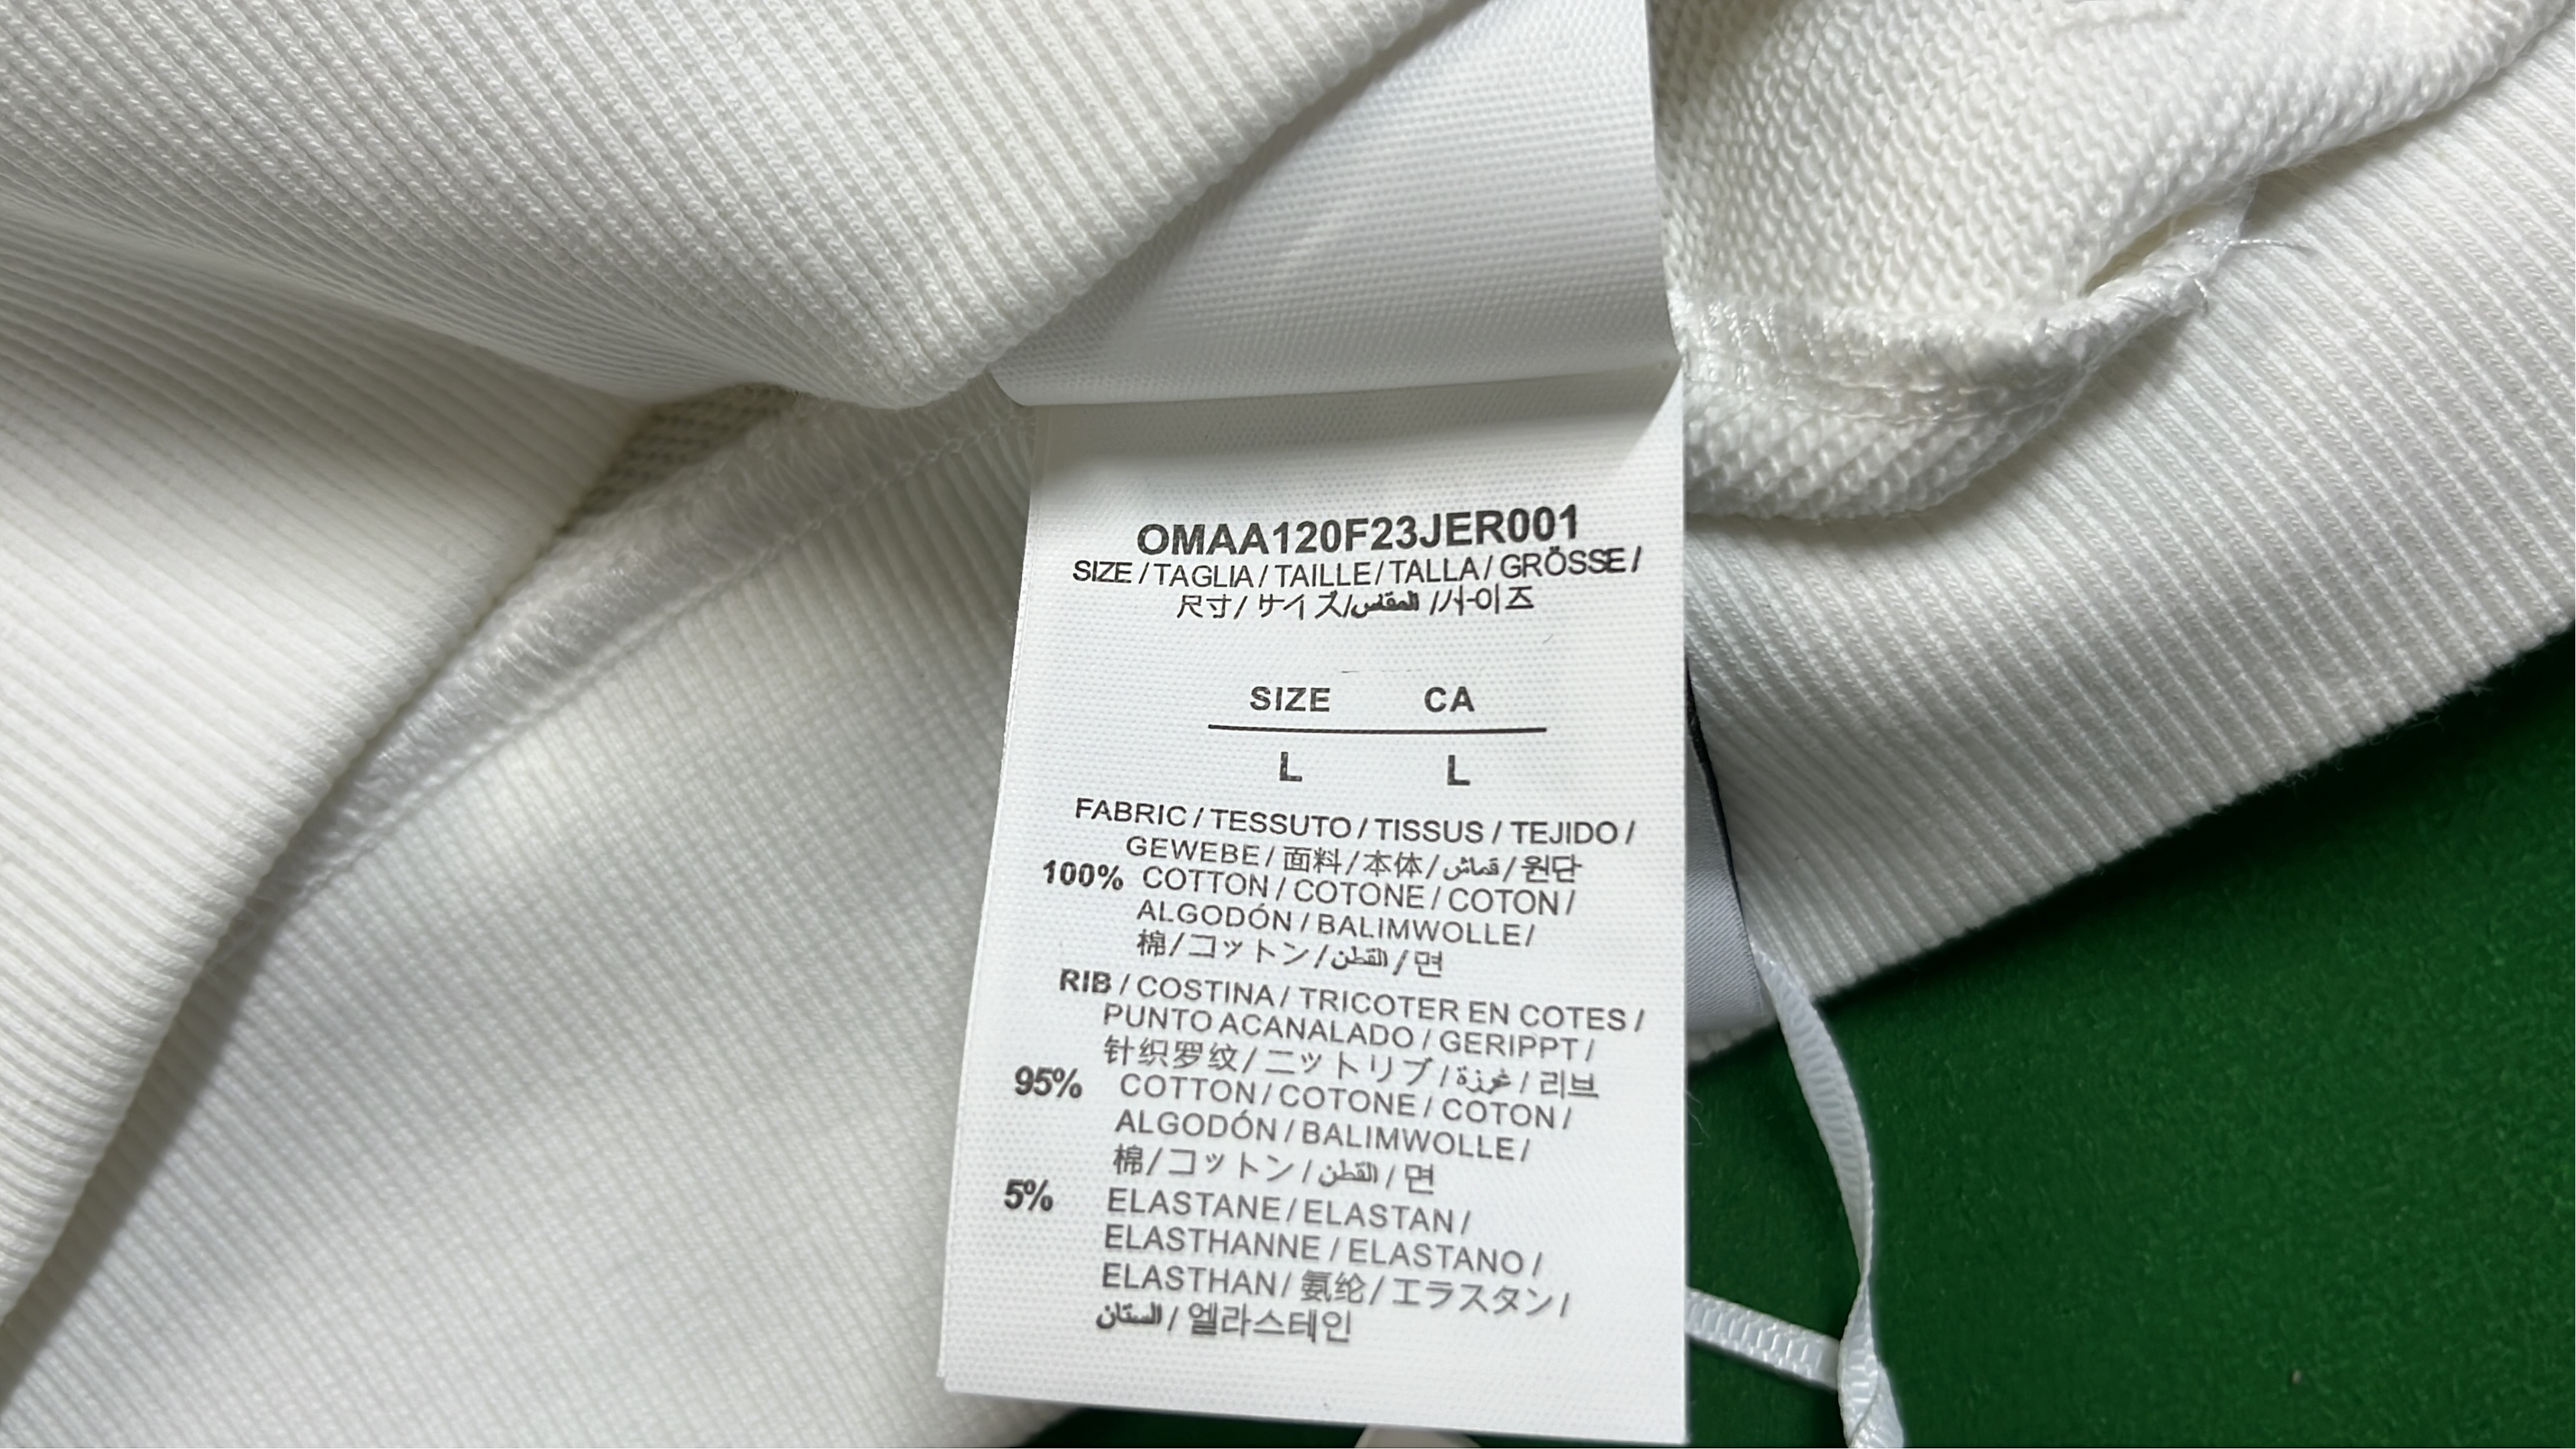 OMAA120F23JER001
SIZE / TAGLIA / TAILLE / TALLA / GRÖSSE /
尺寸 / サイズ/المقاس /사이즈
SIZE CA
L L
FABRIC / TESSUTO / TISSUS / TEJIDO /
GEWEBE / 面料 / 本体 / قماش / 원단
100% COTTON / COTONE / COTON /
ALGODÓN / BALIMWOLLE /
棉 / コットン / القطن / 면
RIB / COSTINA / TRICOTER EN COTES /
PUNTO ACANALADO / GERIPPT /
针织罗纹 / ニットリブ / غرزة / 리브
95% COTTON / COTONE / COTON /
ALGODÓN / BALIMWOLLE /
棉 / コットン / القطن / 면
5% ELASTANE / ELASTAN /
ELASTHANNE / ELASTANO /
ELASTHAN / 氨纶 / エラスタン /
الستان / 엘라스테인